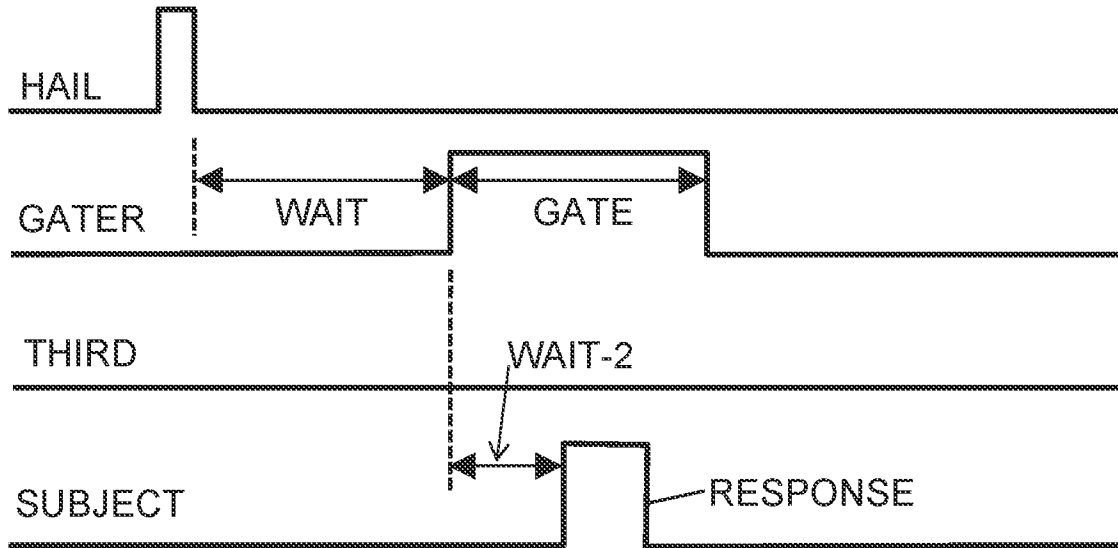 HAIL
GATER
WAIT
GATE
THIRD
WAIT-2
SUBJECT
RESPONSE